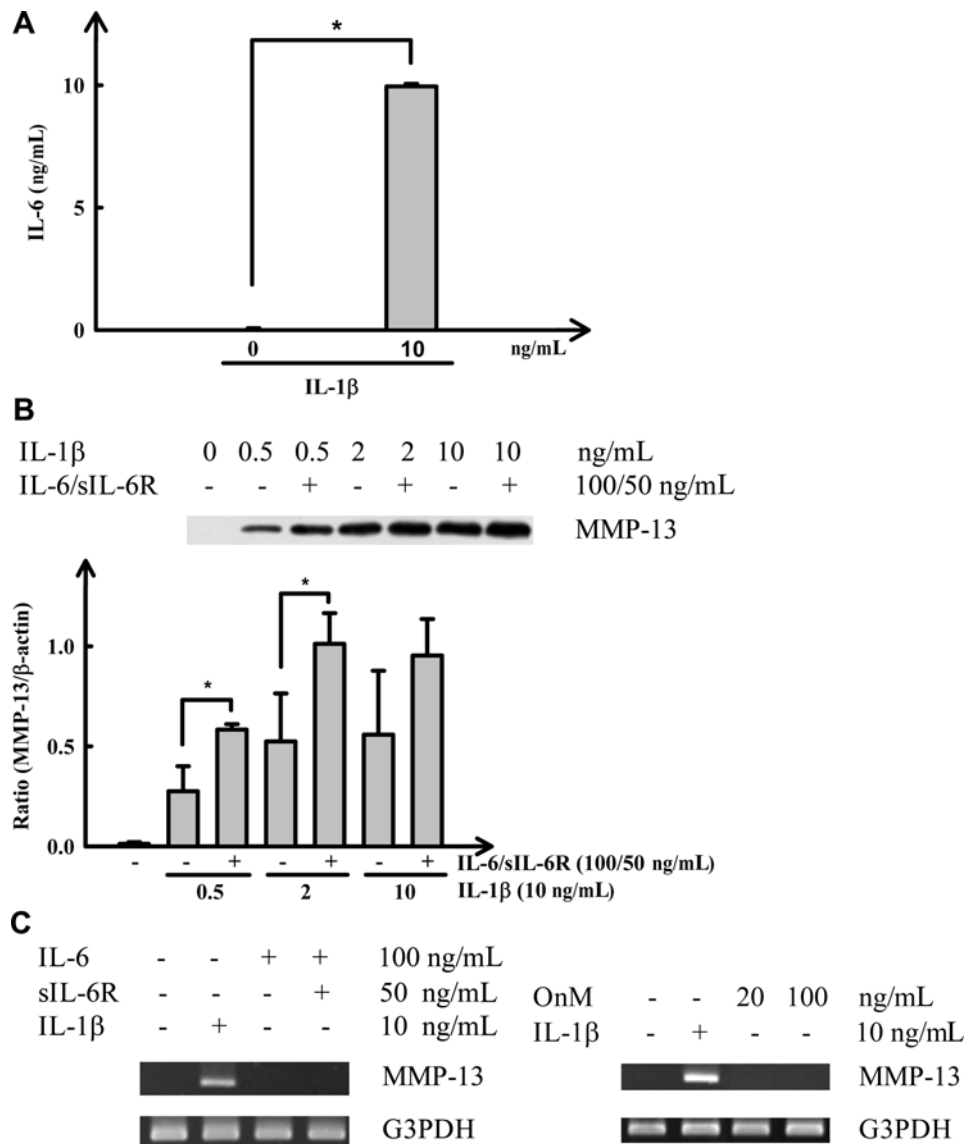 A
*
10
5
0
IL-6 (ng/mL)
0 10 ng/mL
IL-1β
B
IL-1β 0 0.5 0.5 2 2 10 10 ng/mL
IL-6/sIL-6R - - + - + - + 100/50 ng/mL
MMP-13
*
*
1.0
0.5
0.0
Ratio (MMP-13/β-actin)
- - + - + - + IL-6/sIL-6R (100/50 ng/mL)
0.5 2 10 IL-1β (10 ng/mL)
C
IL-6 - - + + 100 ng/mL
sIL-6R - - - + 50 ng/mL
IL-1β - + - - 10 ng/mL
MMP-13
G3PDH
OnM - - 20 100 ng/mL
IL-1β - + - - 10 ng/mL
MMP-13
G3PDH